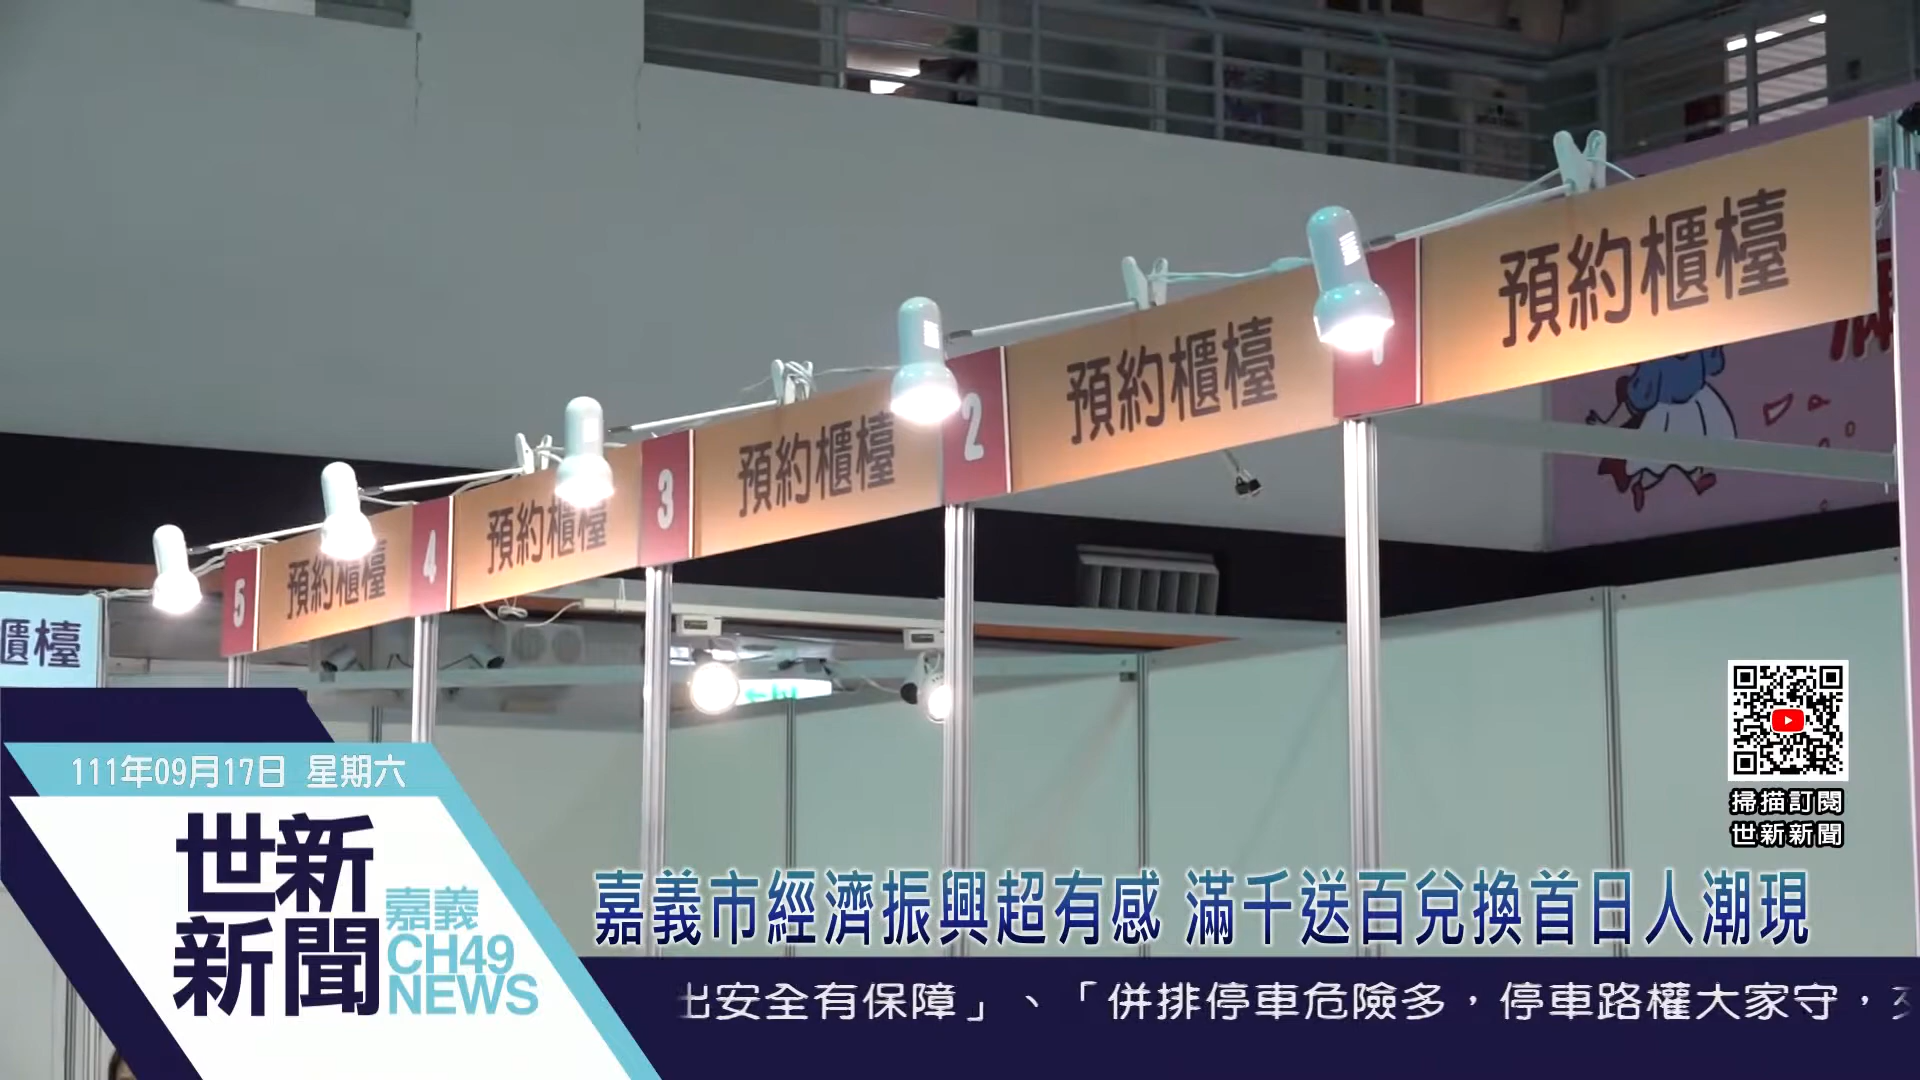 預約櫃檯
1
預約櫃檯
2
預約櫃檯
3
預約櫃檯
4
預約櫃檯
5
櫃檯
滿
掃描訂閱
世新新聞
111年09月17日 星期六
世新
新聞
嘉義
CH49
NEWS
嘉義市經濟振興超有感 滿千送百兌換首日人潮現
出安全有保障」、「併排停車危險多，停車路權大家守，交